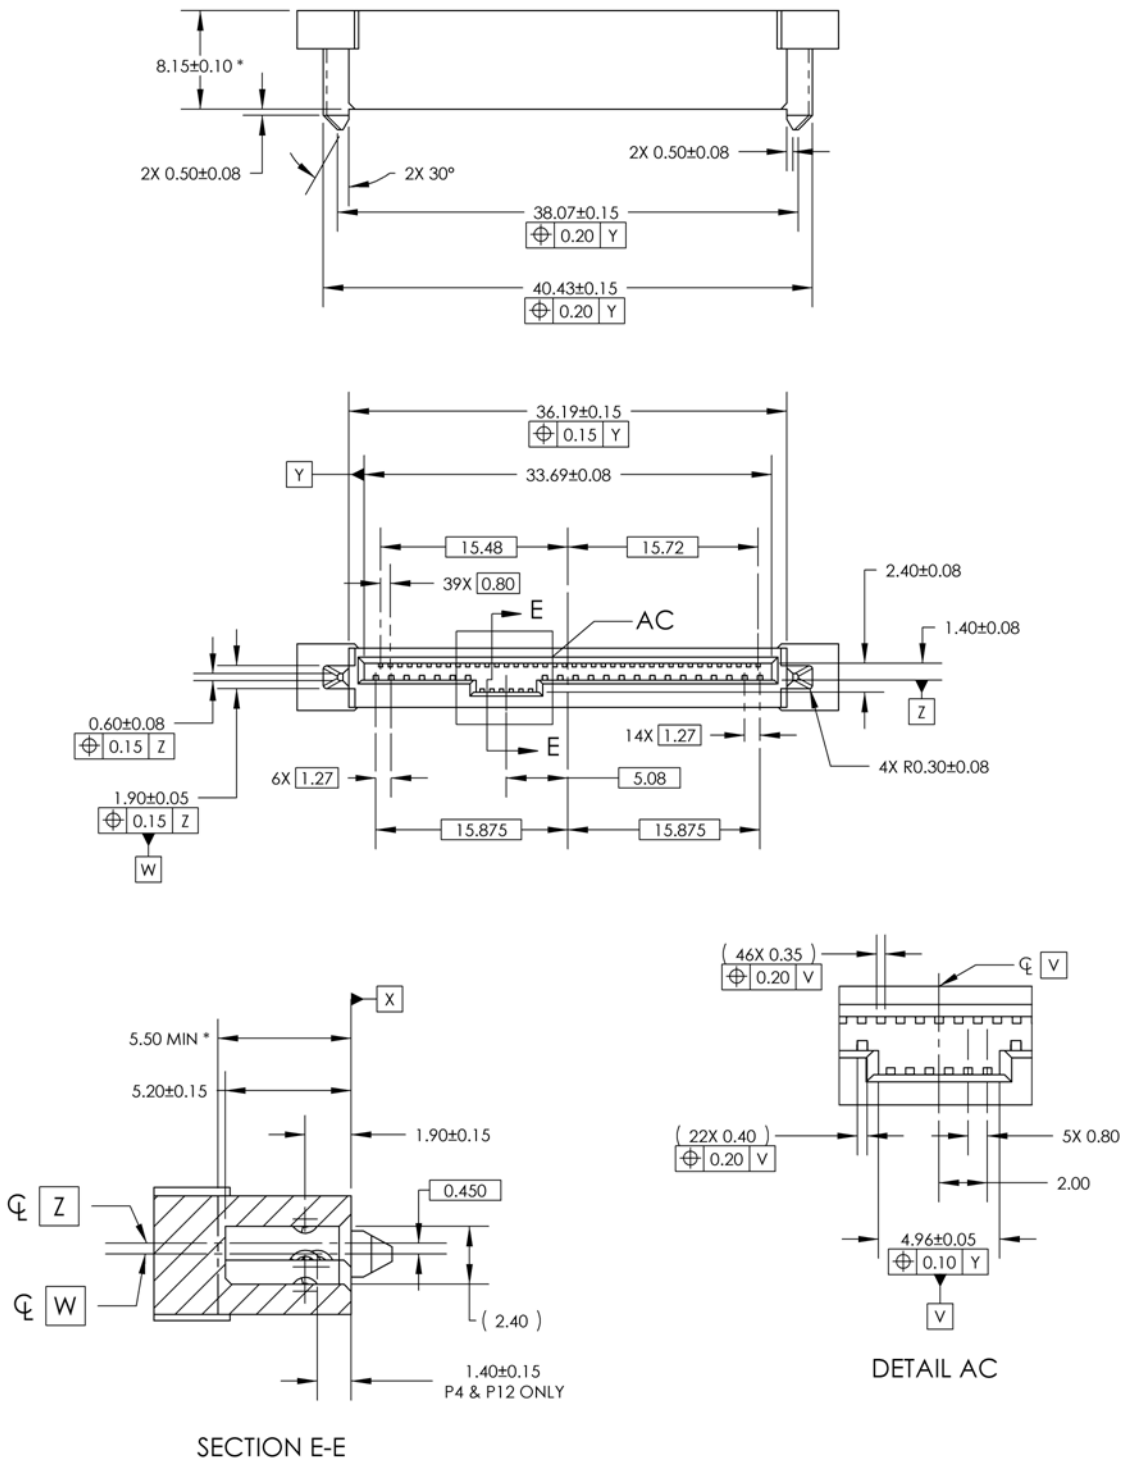 8.15±0.10 *
2X 0.50±0.08
2X 0.50±0.08
2X 30°
38.07±0.15
⌖ 0.20 Y
40.43±0.15
⌖ 0.20 Y
36.19±0.15
⌖ 0.15 Y
Y
33.69±0.08
15.48
15.72
39X 0.80
2.40±0.08
E
AC
1.40±0.08
0.60±0.08
⌖ 0.15 Z
Z
14X 1.27
E
6X 1.27
5.08
4X R0.30±0.08
1.90±0.05
⌖ 0.15 Z
15.875
15.875
W
( 46X 0.35 )
⌖ 0.20 V
℄ V
X
5.50 MIN *
5.20±0.15
1.90±0.15
( 22X 0.40 )
⌖ 0.20 V
5X 0.80
2.00
0.450
℄ Z
℄ W
4.96±0.05
⌖ 0.10 Y
V
( 2.40 )
1.40±0.15
P4 & P12 ONLY
DETAIL AC
SECTION E-E